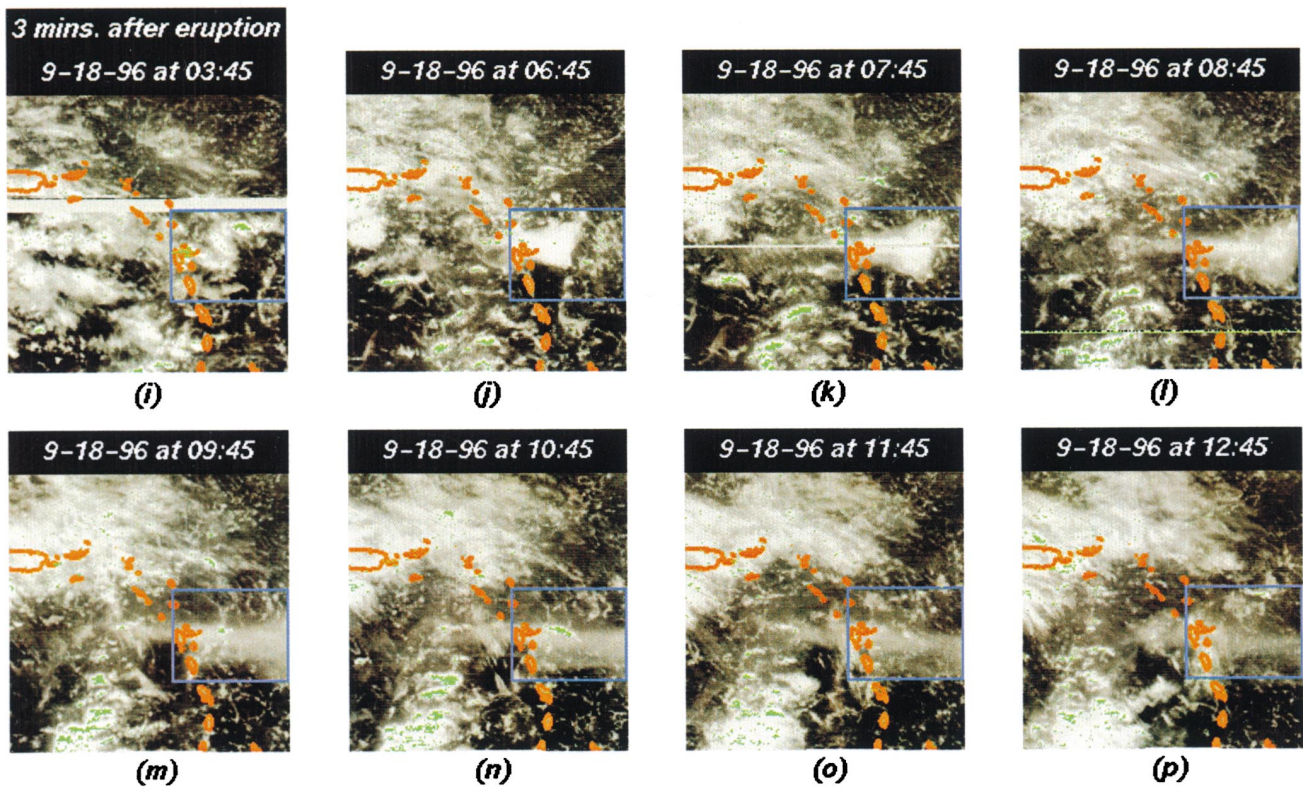 3 mins. after eruption
9-18-96 at 03:45
9-18-96 at 06:45
9-18-96 at 07:45
9-18-96 at 08:45
(i)
(j)
(k)
(l)
9-18-96 at 09:45
9-18-96 at 10:45
9-18-96 at 11:45
9-18-96 at 12:45
(m)
(n)
(o)
(p)